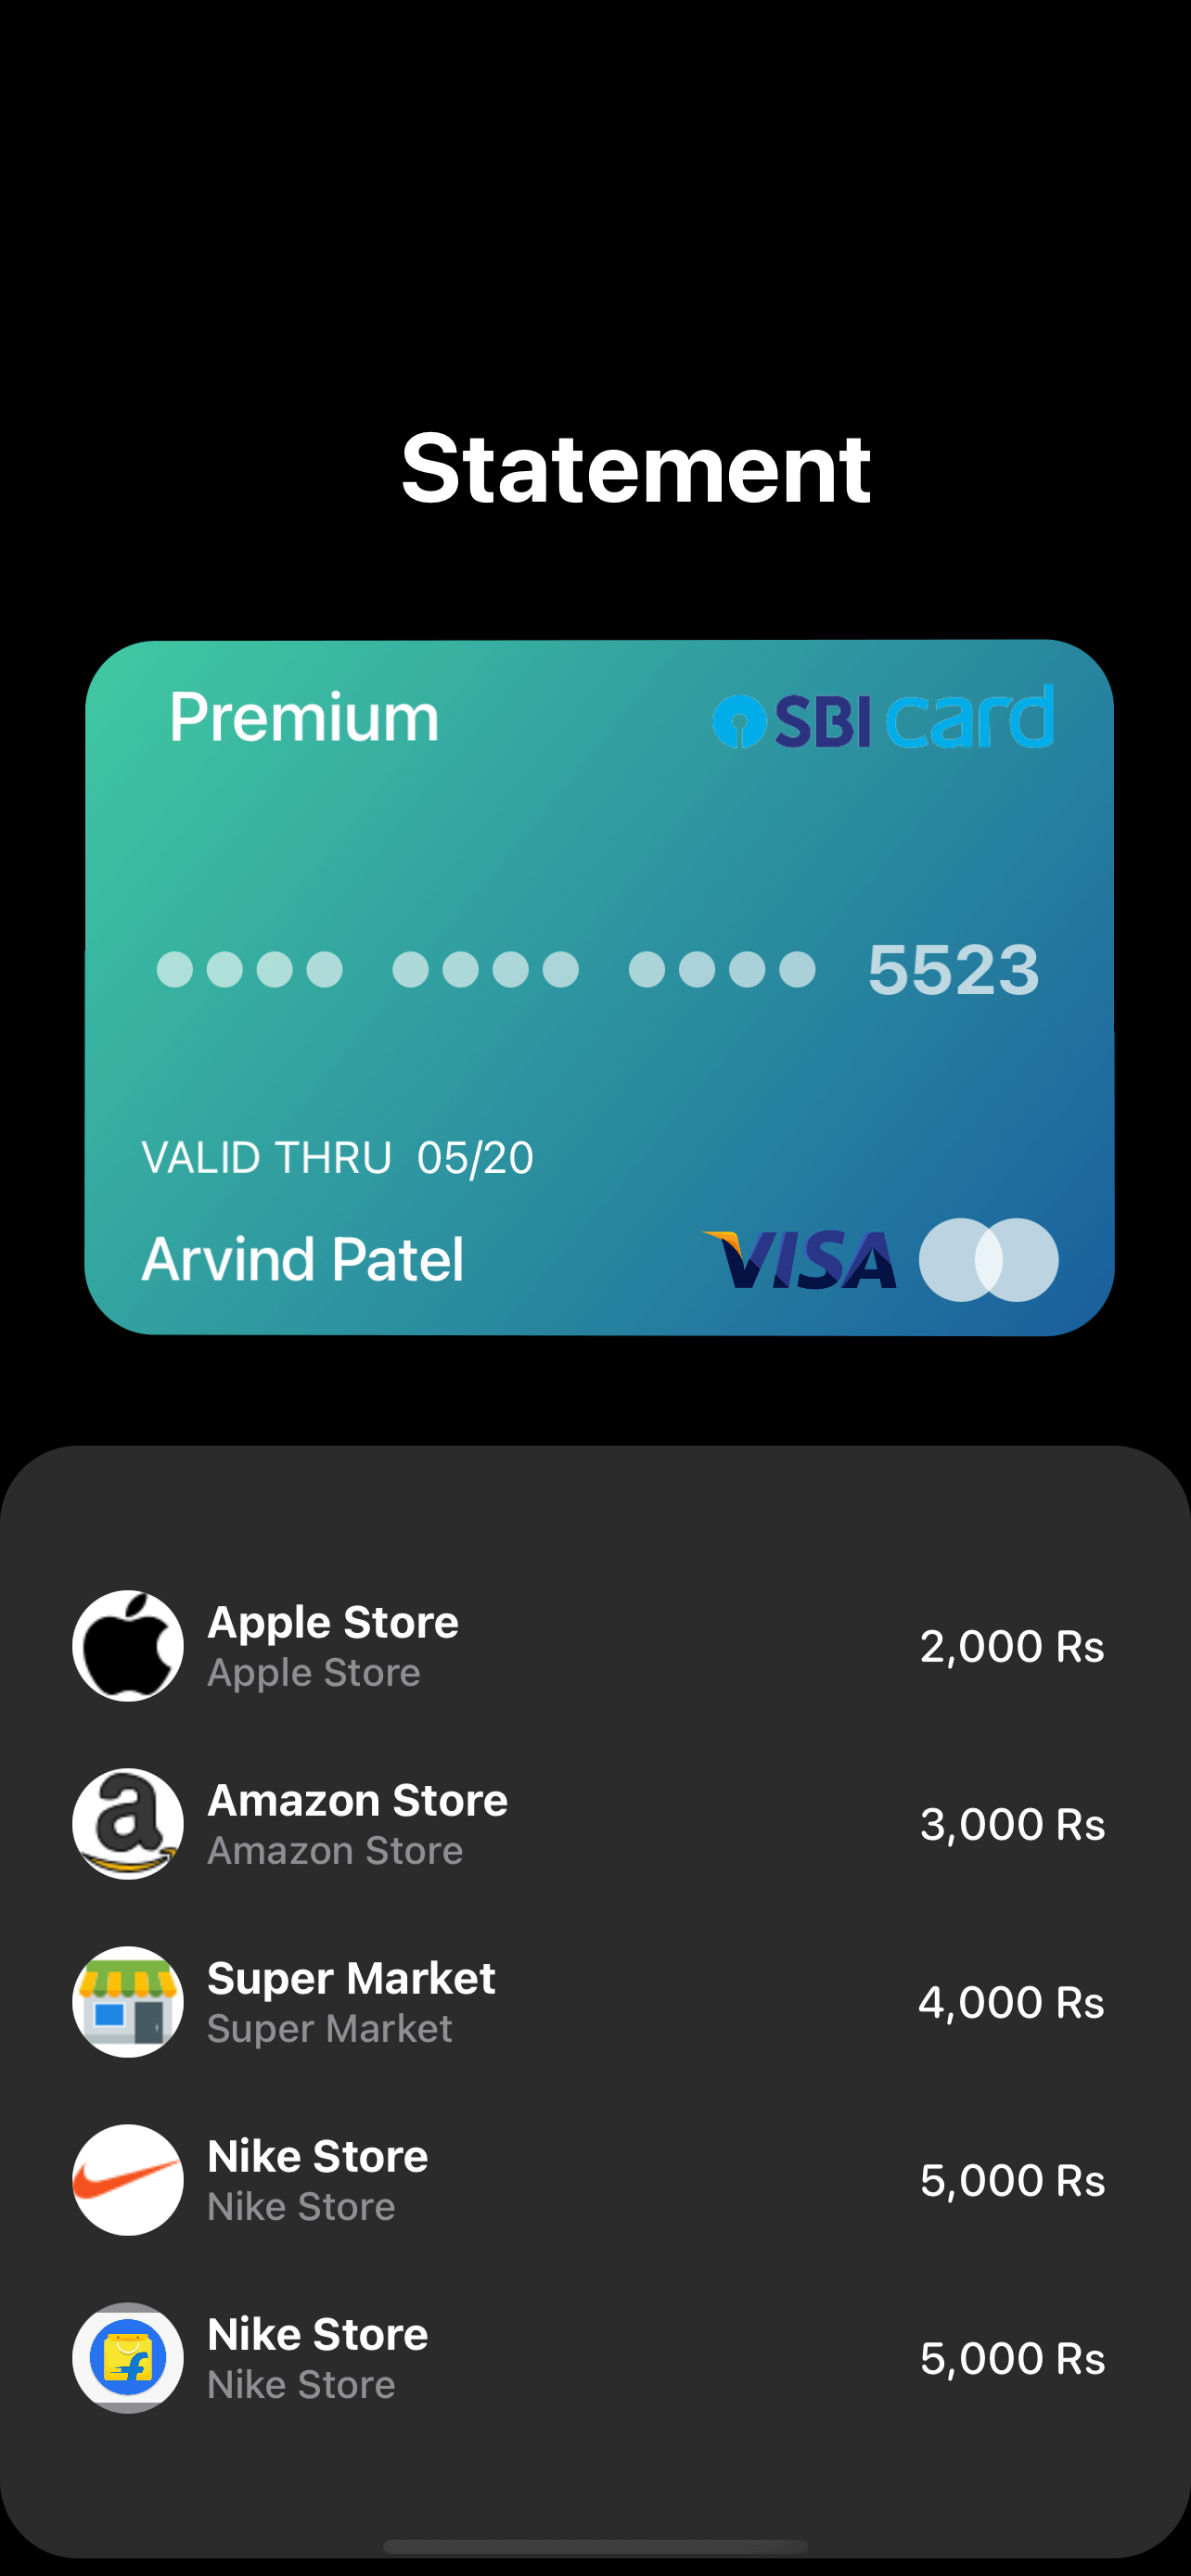 Statement
Premium
SBI card
5523
VALID THRU 05/20
Arvind Patel
VISA
Apple Store
Apple Store
2,000 Rs
Amazon Store
Amazon Store
3,000 Rs
Super Market
Super Market
4,000 Rs
Nike Store
Nike Store
5,000 Rs
Nike Store
Nike Store
5,000 Rs